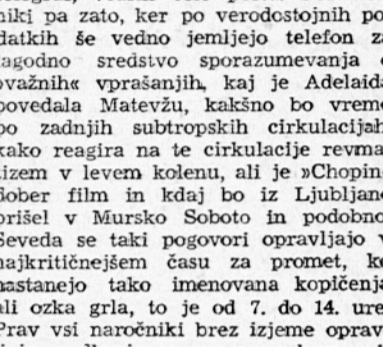 niki pa zato, ker po verodostojnih po-
datkih še vedno jemljejo telefon za
sredstvo sporazumevanja
vprašanjih, kaj je Adelaida
povedala Matevžu, kakšno bo vreme
po zadnjih subtropskih cirkulacijah,
kako reagira na te cirkulacije revma-
tizem v levem kolenu, ali je »Chopin«
dober film in kdaj bo iz Ljubljane
prišel v Mursko Soboto in podobno.
Seveda se taki pogovori opravljajo v
najkritičnejšem času za promet, ko
nastanejo tako imenovana kopičenja
ali ozka grla, to je od 7. do 14. ure.
Prav vsi naročniki brez izjeme oprav-